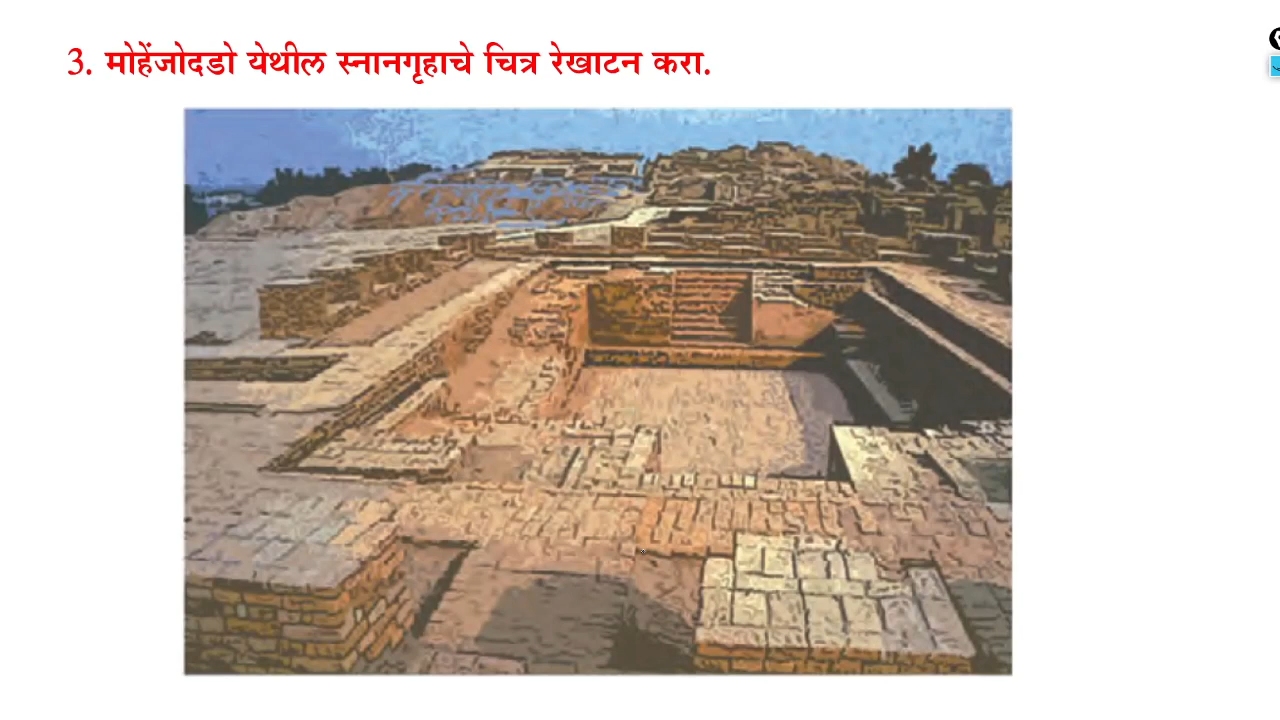 3. मोहेंजोदडो येथील स्नानगृहाचे चित्र रेखाटन करा.